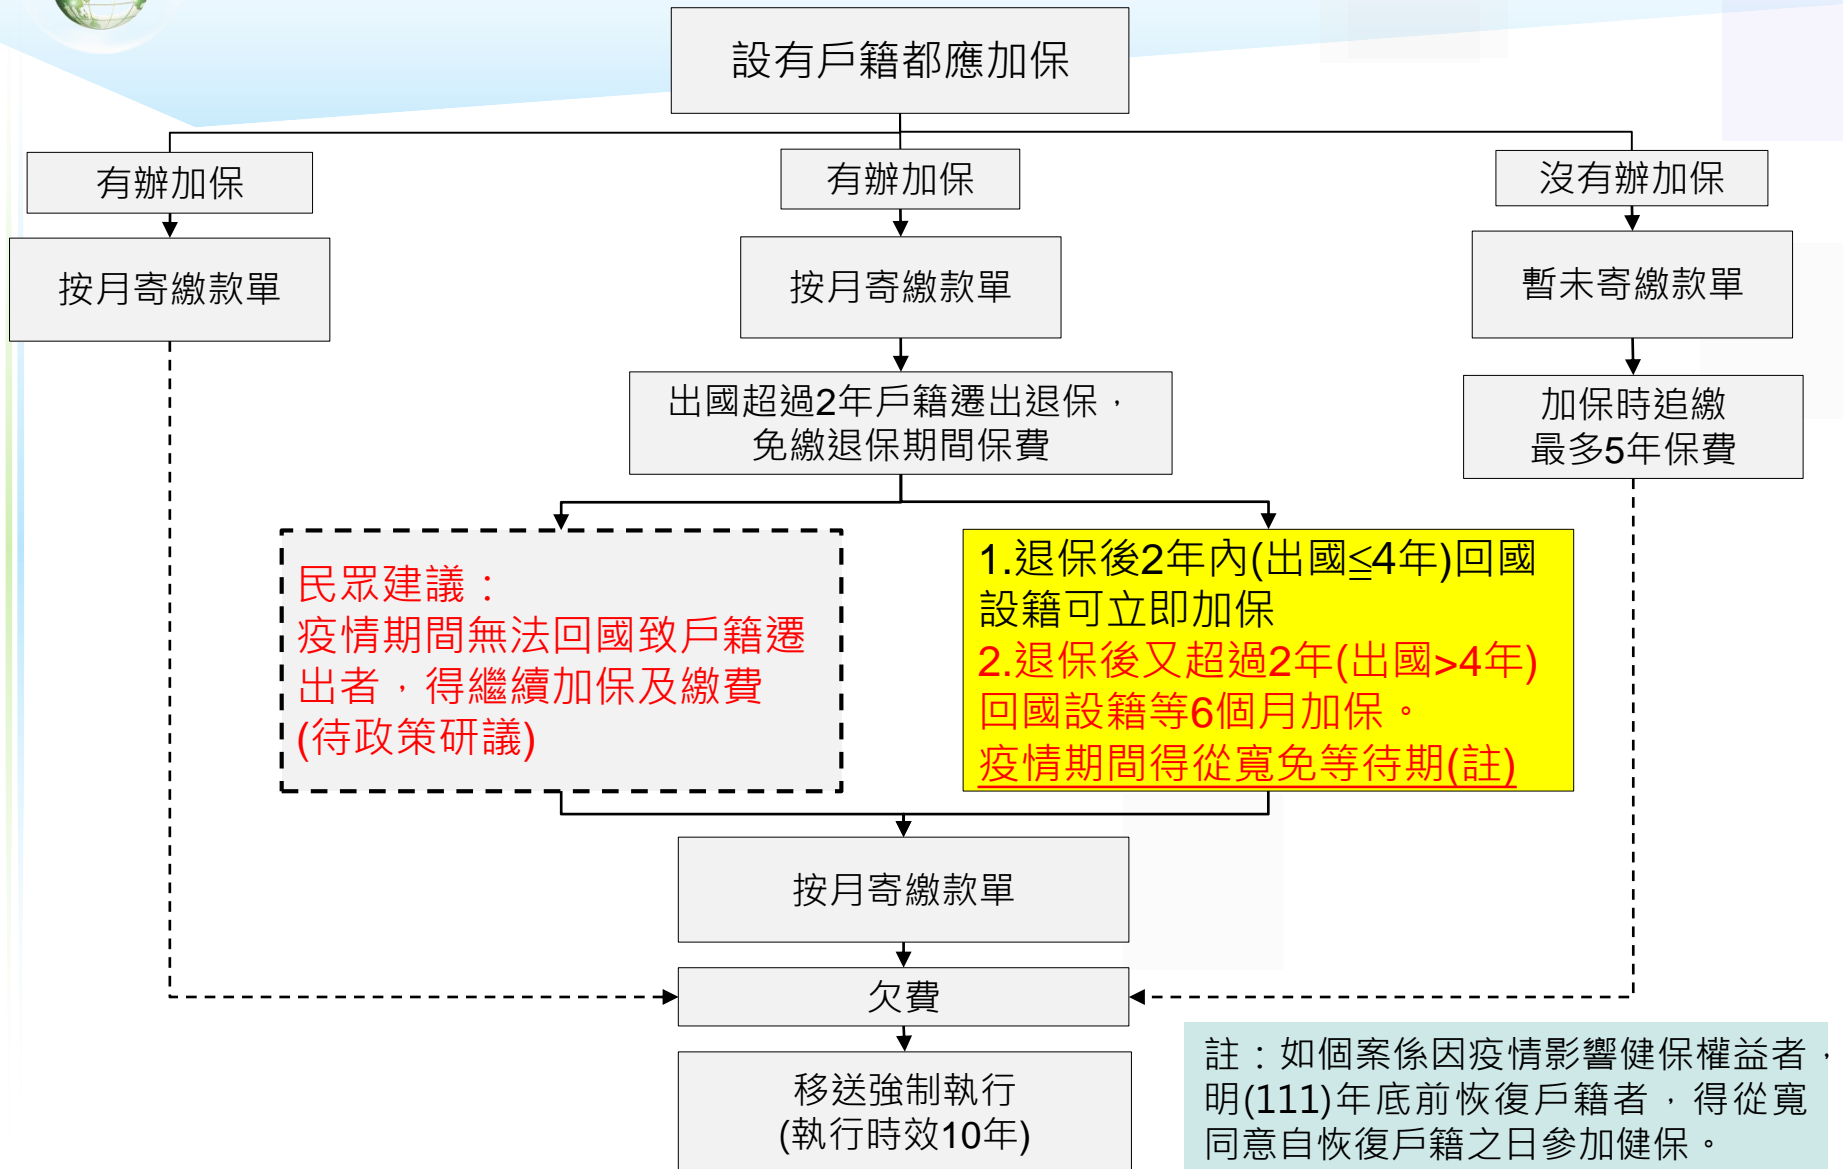 設有戶籍都應加保
有辦加保
有辦加保
沒有辦加保
按月寄繳款單
按月寄繳款單
暫未寄繳款單
出國超過2年戶籍遷出退保，
免繳退保期間保費
加保時追繳
最多5年保費
民眾建議：
疫情期間無法回國致戶籍遷
出者，得繼續加保及繳費
(待政策研議)
1.退保後2年內(出國≦4年)回國
設籍可立即加保
2.退保後又超過2年(出國>4年)
回國設籍等6個月加保。
疫情期間得從寬免等待期(註)
按月寄繳款單
欠費
移送強制執行
(執行時效10年)
註：如個案係因疫情影響健保權益者，
明(111)年底前恢復戶籍者，得從寬
同意自恢復戶籍之日參加健保。